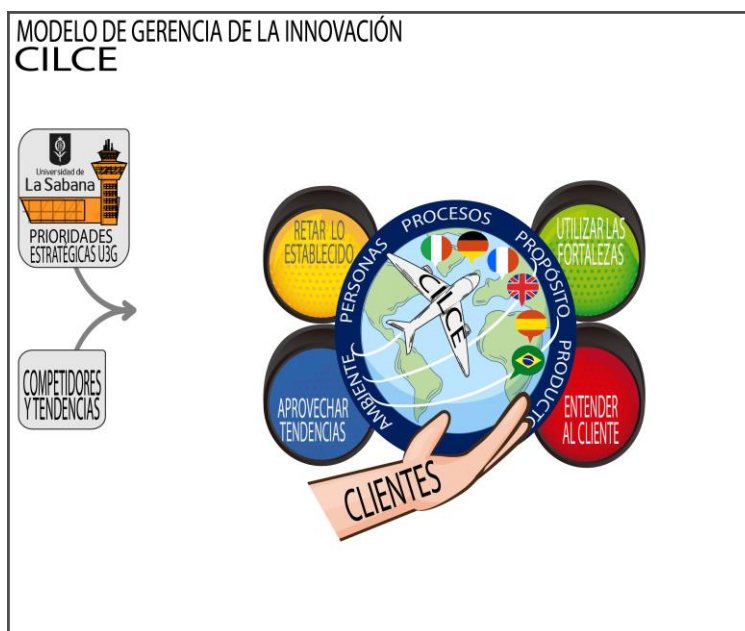 MODELO DE GERENCIA DE LA INNOVACIÓN
CILCE
Universidad de
La Sabana
PRIORIDADES
ESTRATÉGICAS U3G
COMPETIDORES
Y TENDENCIAS
RETAR LO
ESTABLECIDO
UTILIZAR LAS
FORTALEZAS
APROVECHAR
TENDENCIAS
ENTENDER
AL CLIENTE
AMBIENTE PERSONAS PROCESOS PROPÓSITO PRODUCTO
CILCE
CLIENTES